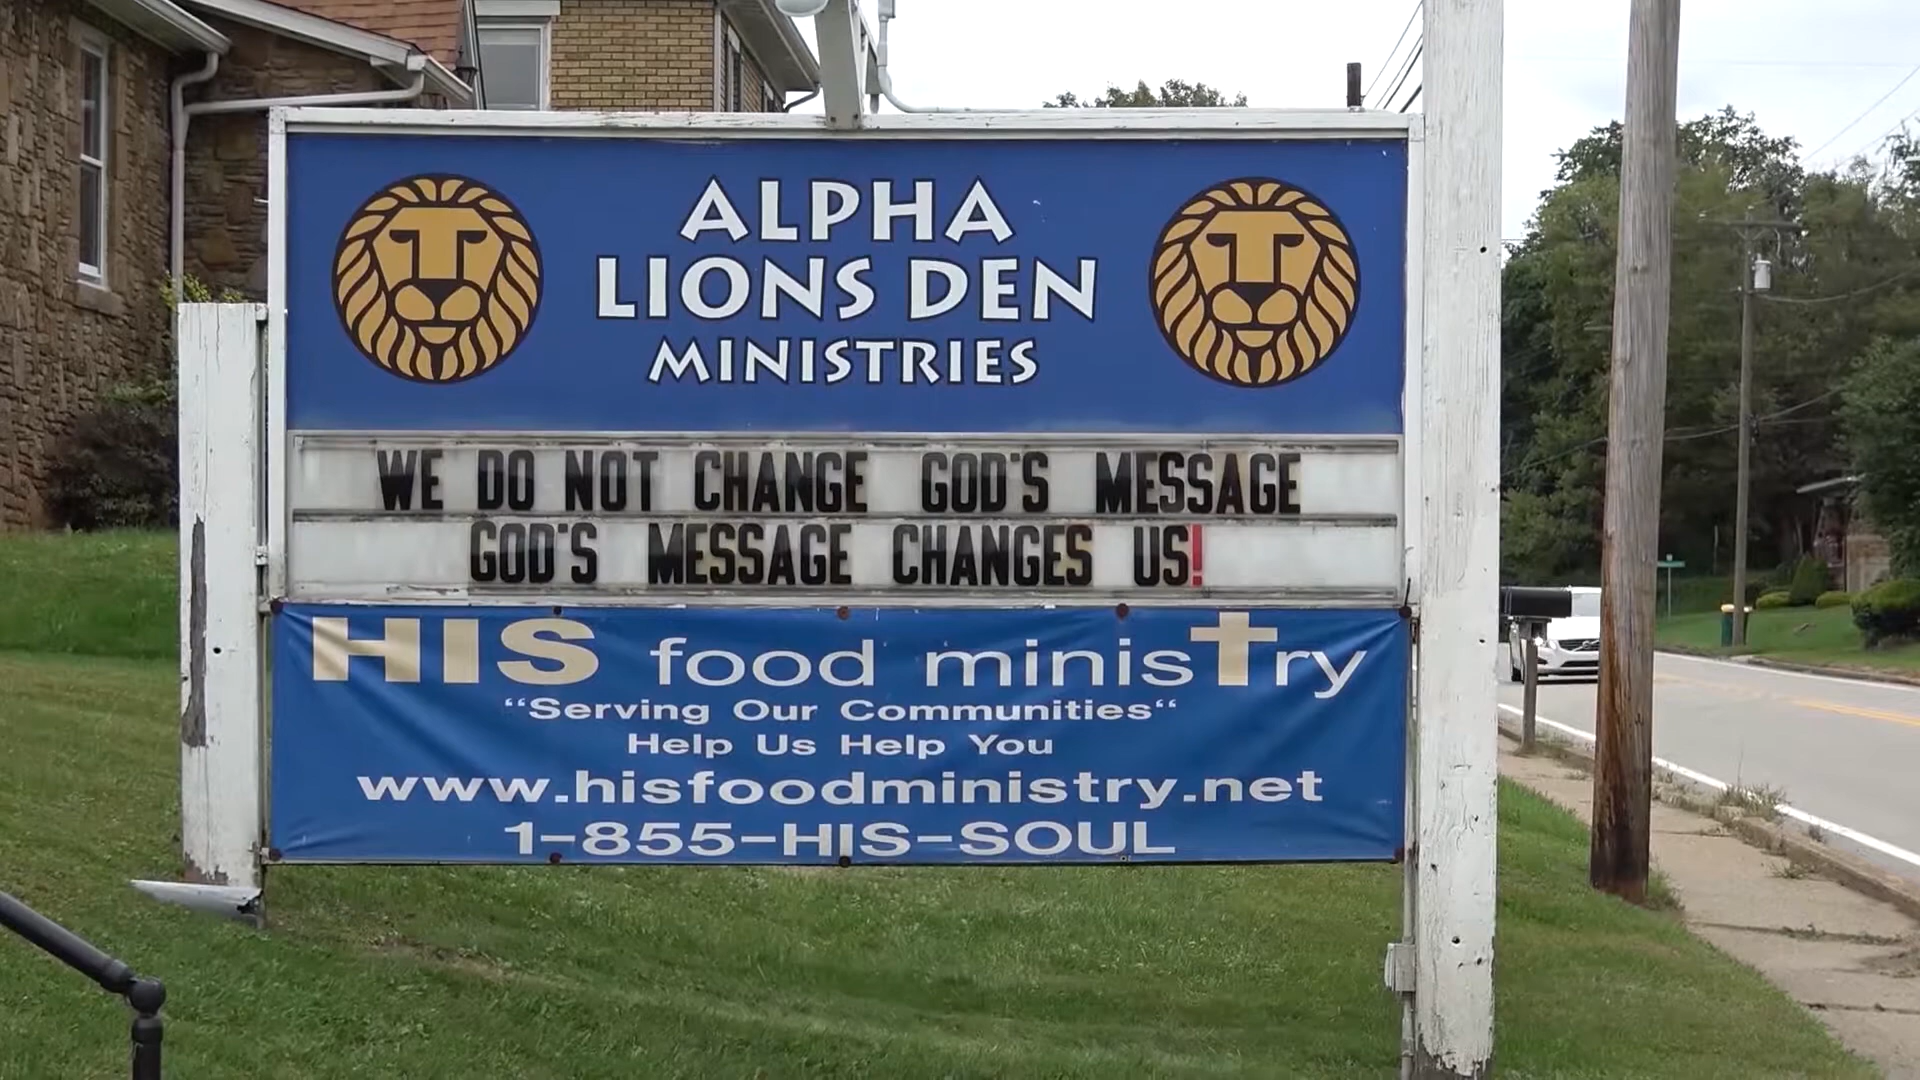 ALPHA
LIONS DEN
MINISTRIES
WE DO NOT CHANGE GOD'S MESSAGE
GOD'S MESSAGE CHANGES US!
HIS food minisTry
“Serving Our Communities“
Help Us Help You
www.hisfoodministry.net
1-855-HIS-SOUL